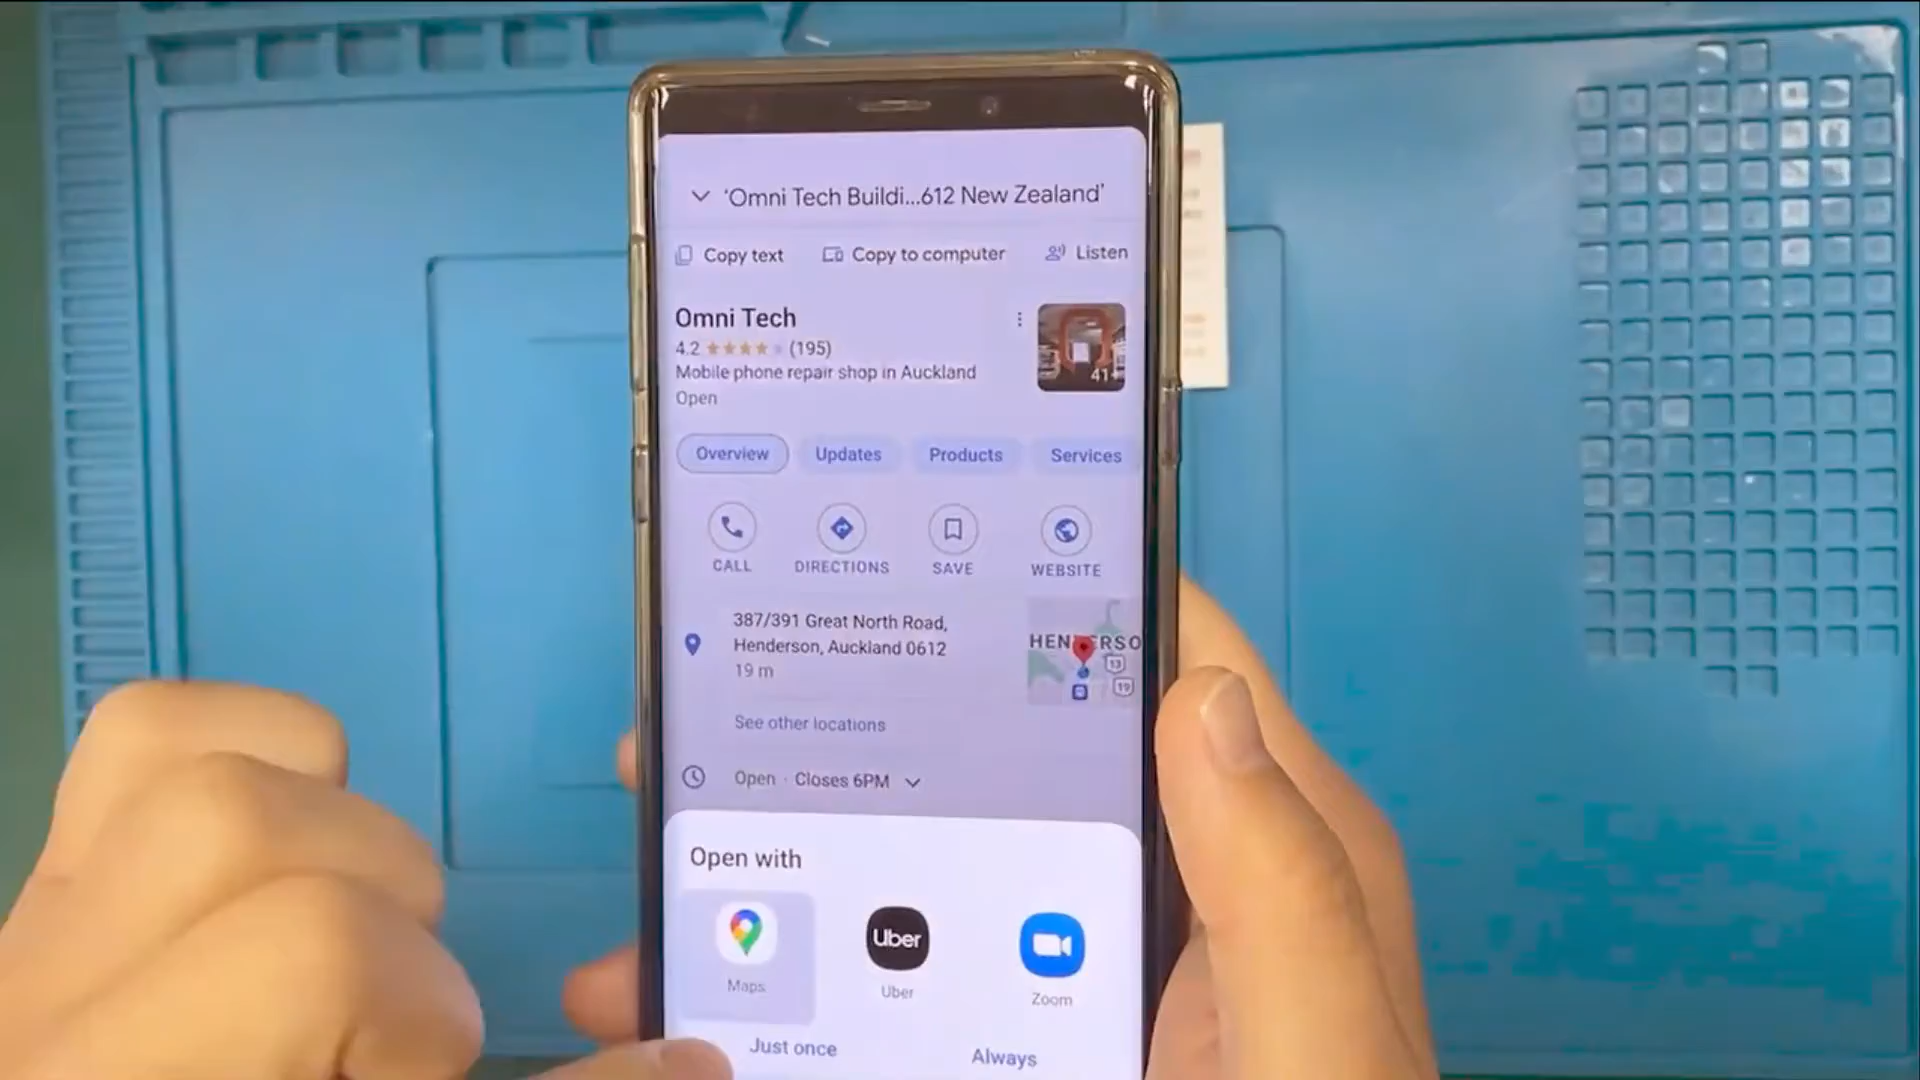 'Omni Tech Buildi...612 New Zealand'
Copy text Copy to computer Listen
Omni Tech
4.2 (195)
Mobile phone repair shop in Auckland
41+
Open
Overview Updates Products Services
CALL DIRECTIONS SAVE WEBSITE
387/391 Great North Road,
Henderson, Auckland 0612
19 m
13
19
See other locations
Open · Closes 6PM
Open with
Uber
Maps Uber Zoom
Just once Always